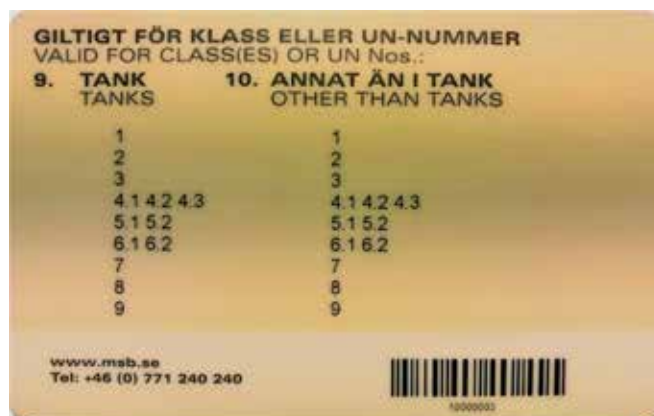 GILTIGT FÖR KLASS ELLER UN-NUMMER
VALID FOR CLASS(ES) OR UN Nos.:
9. TANK 10. ANNAT ÄN I TANK
TANKS OTHER THAN TANKS
1 1
2 2
3 3
4.1 4.2 4.3 4.1 4.2 4.3
5.1 5.2 5.1 5.2
6.1 6.2 6.1 6.2
7 7
8 8
9 9
www.msb.se
Tel: +46 (0) 771 240 240
10000003